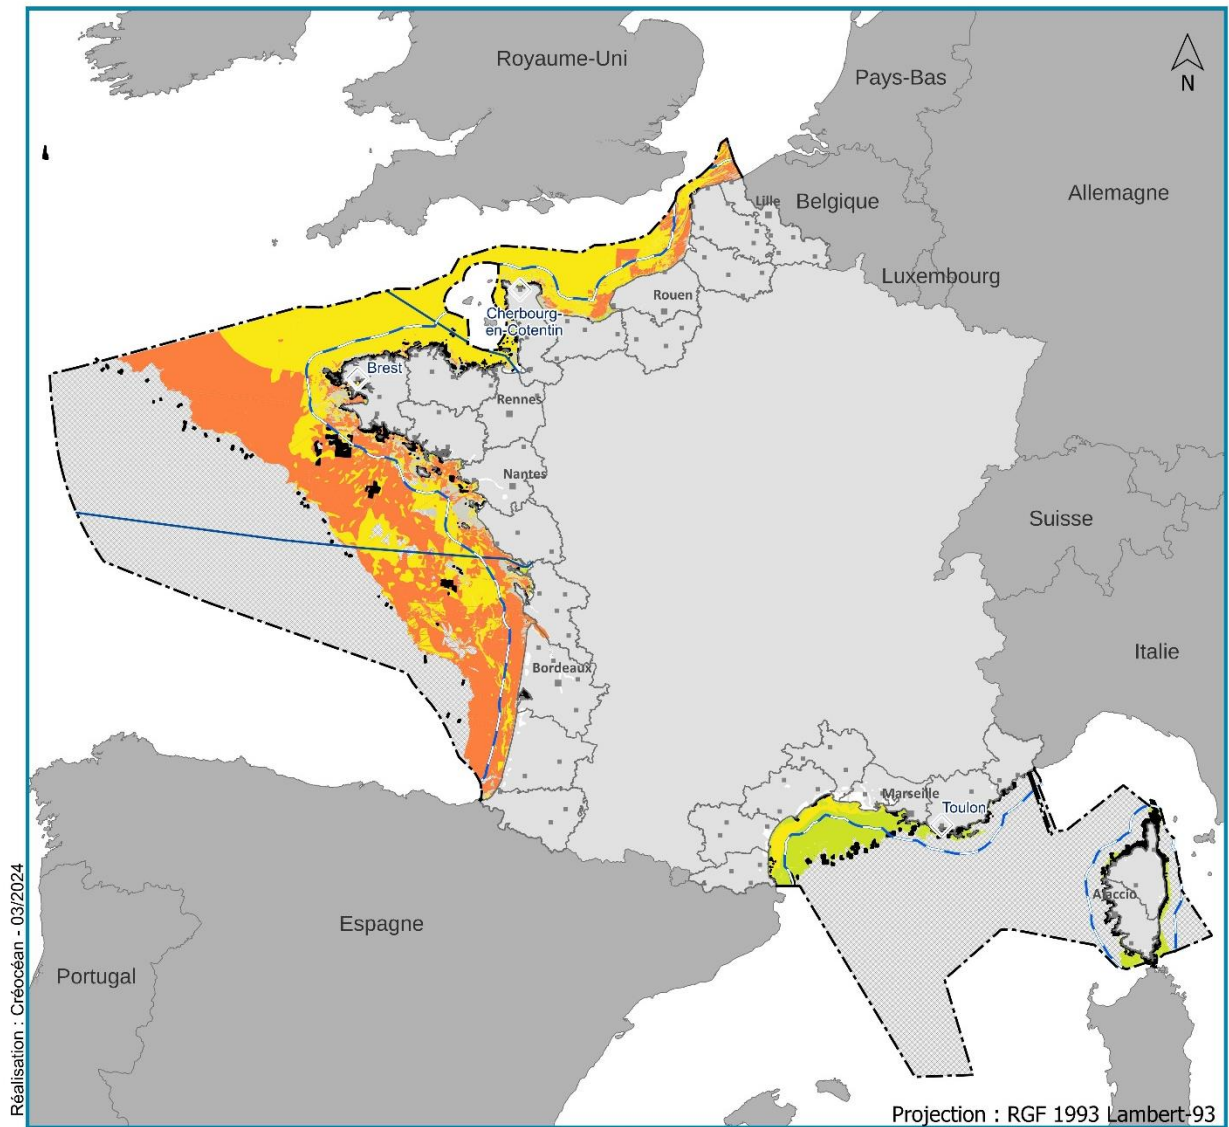 Royaume-Uni
Pays-Bas
N
Allemagne
Lille
Belgique
Luxembourg
Rouen
Cherbourg-
en-Cotentin
Brest
Rennes
Nantes
Suisse
Italie
Bordeaux
Marseille
Toulon
Ajaccio
Espagne
Portugal
Réalisation : Créocéan - 03/2024
Projection : RGF 1993 Lambert-93